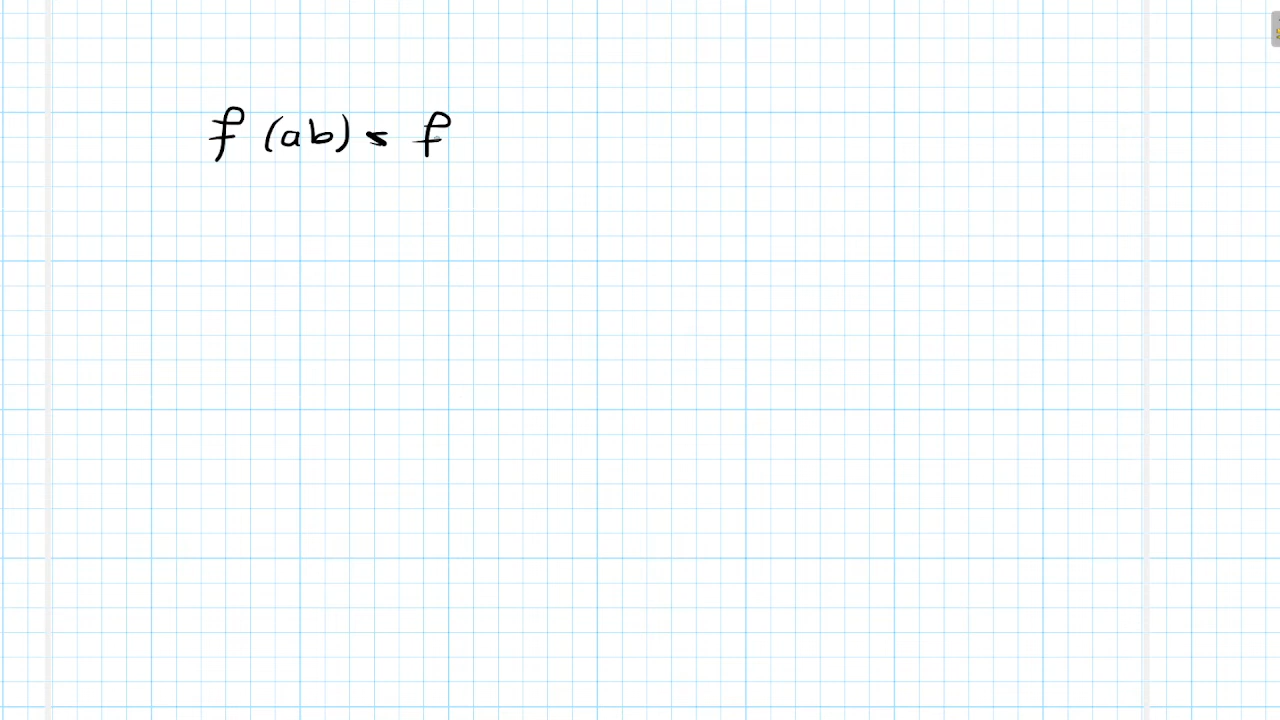 f (ab) = f